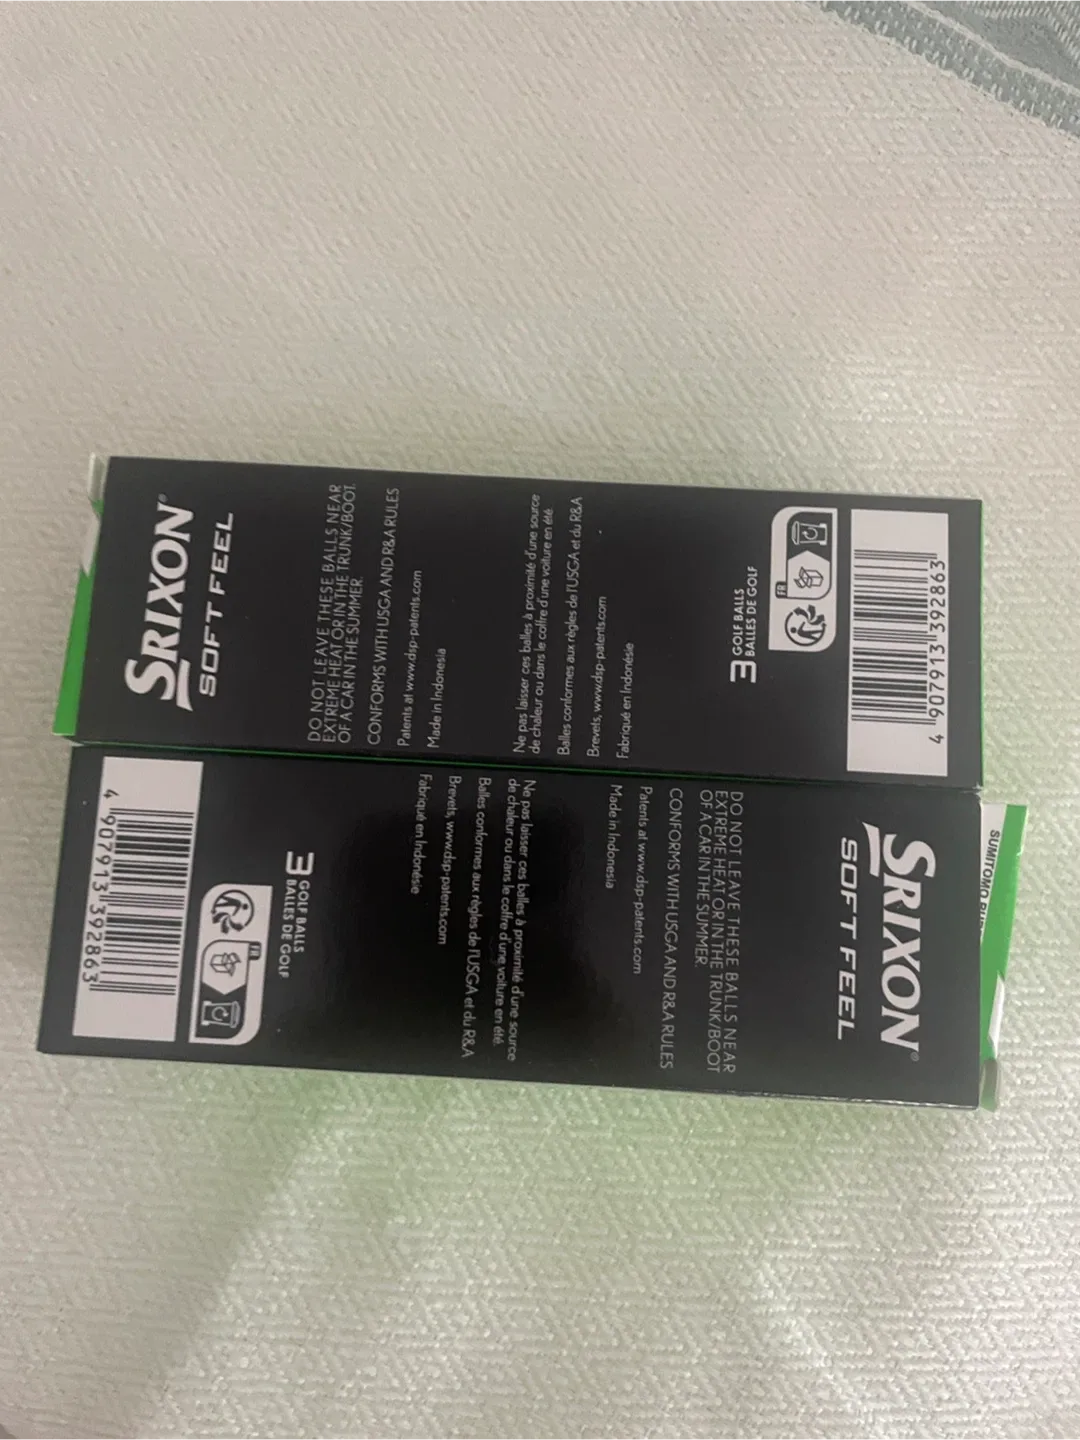 SRIXON®
SOFT FEEL
DO NOT LEAVE THESE BALLS NEAR
EXTREME HEAT OR IN THE TRUNK/BOOT
OF A CAR IN THE SUMMER.
CONFORMS WITH USGA AND R&A RULES
Patents at www.dsp-patents.com
Made in Indonesia
Ne pas laisser ces balles à proximité d'une source
de chaleur ou dans le coffre d'une voiture en été.
Balles conformes aux règles de l'USGA et du R&A
Brevets, www.dsp-patents.com
Fabriqué en Indonésie
3 GOLF BALLS
BALLES DE GOLF
FR
4 907913 392863
SRIXON®
SOFT FEEL
DO NOT LEAVE THESE BALLS NEAR
EXTREME HEAT OR IN THE TRUNK/BOOT
OF A CAR IN THE SUMMER.
CONFORMS WITH USGA AND R&A RULES
Patents at www.dsp-patents.com
Made in Indonesia
Ne pas laisser ces balles à proximité d'une source
de chaleur ou dans le coffre d'une voiture en été.
Balles conformes aux règles de l'USGA et du R&A
Brevets, www.dsp-patents.com
Fabriqué en Indonésie
3 GOLF BALLS
BALLES DE GOLF
FR
4 907913 392863
SUMITOMO